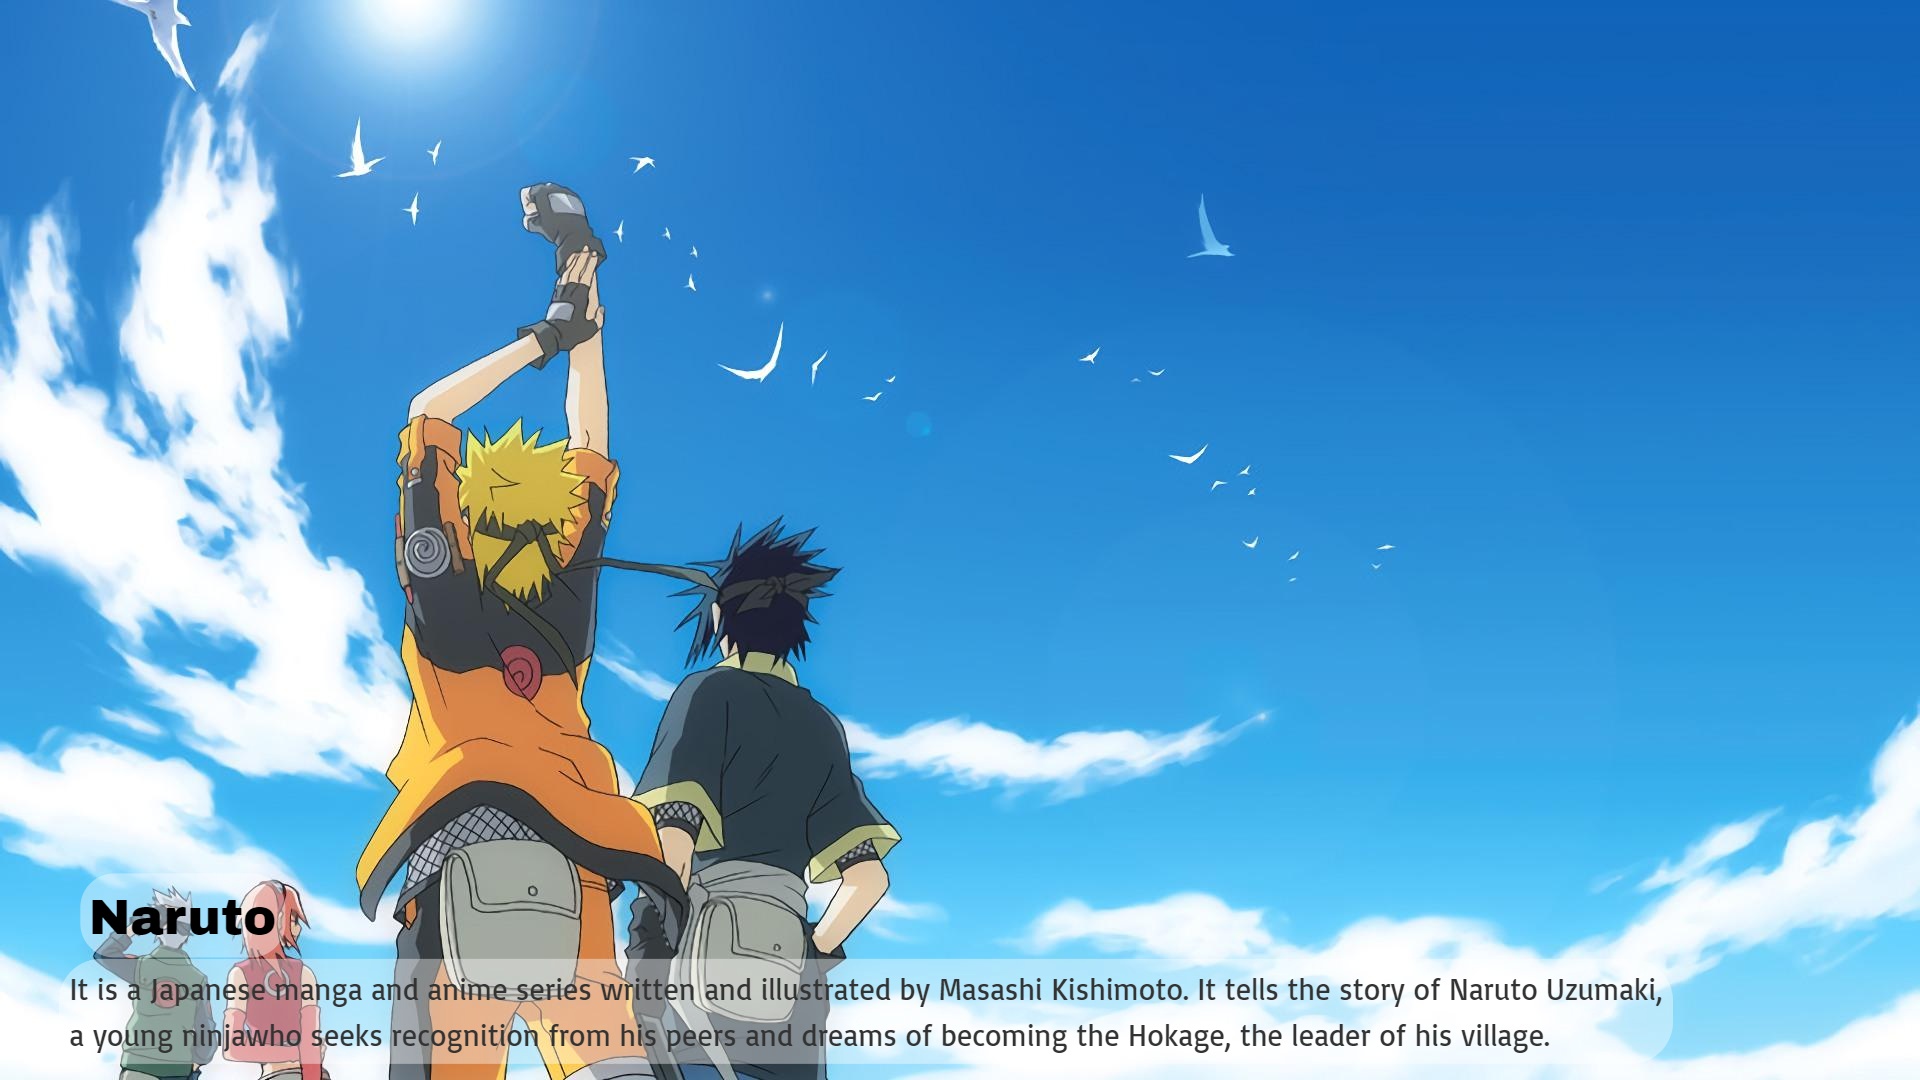 Naruto
It is a Japanese manga and anime series written and illustrated by Masashi Kishimoto. It tells the story of Naruto Uzumaki,
a young ninjawho seeks recognition from his peers and dreams of becoming the Hokage, the leader of his village.